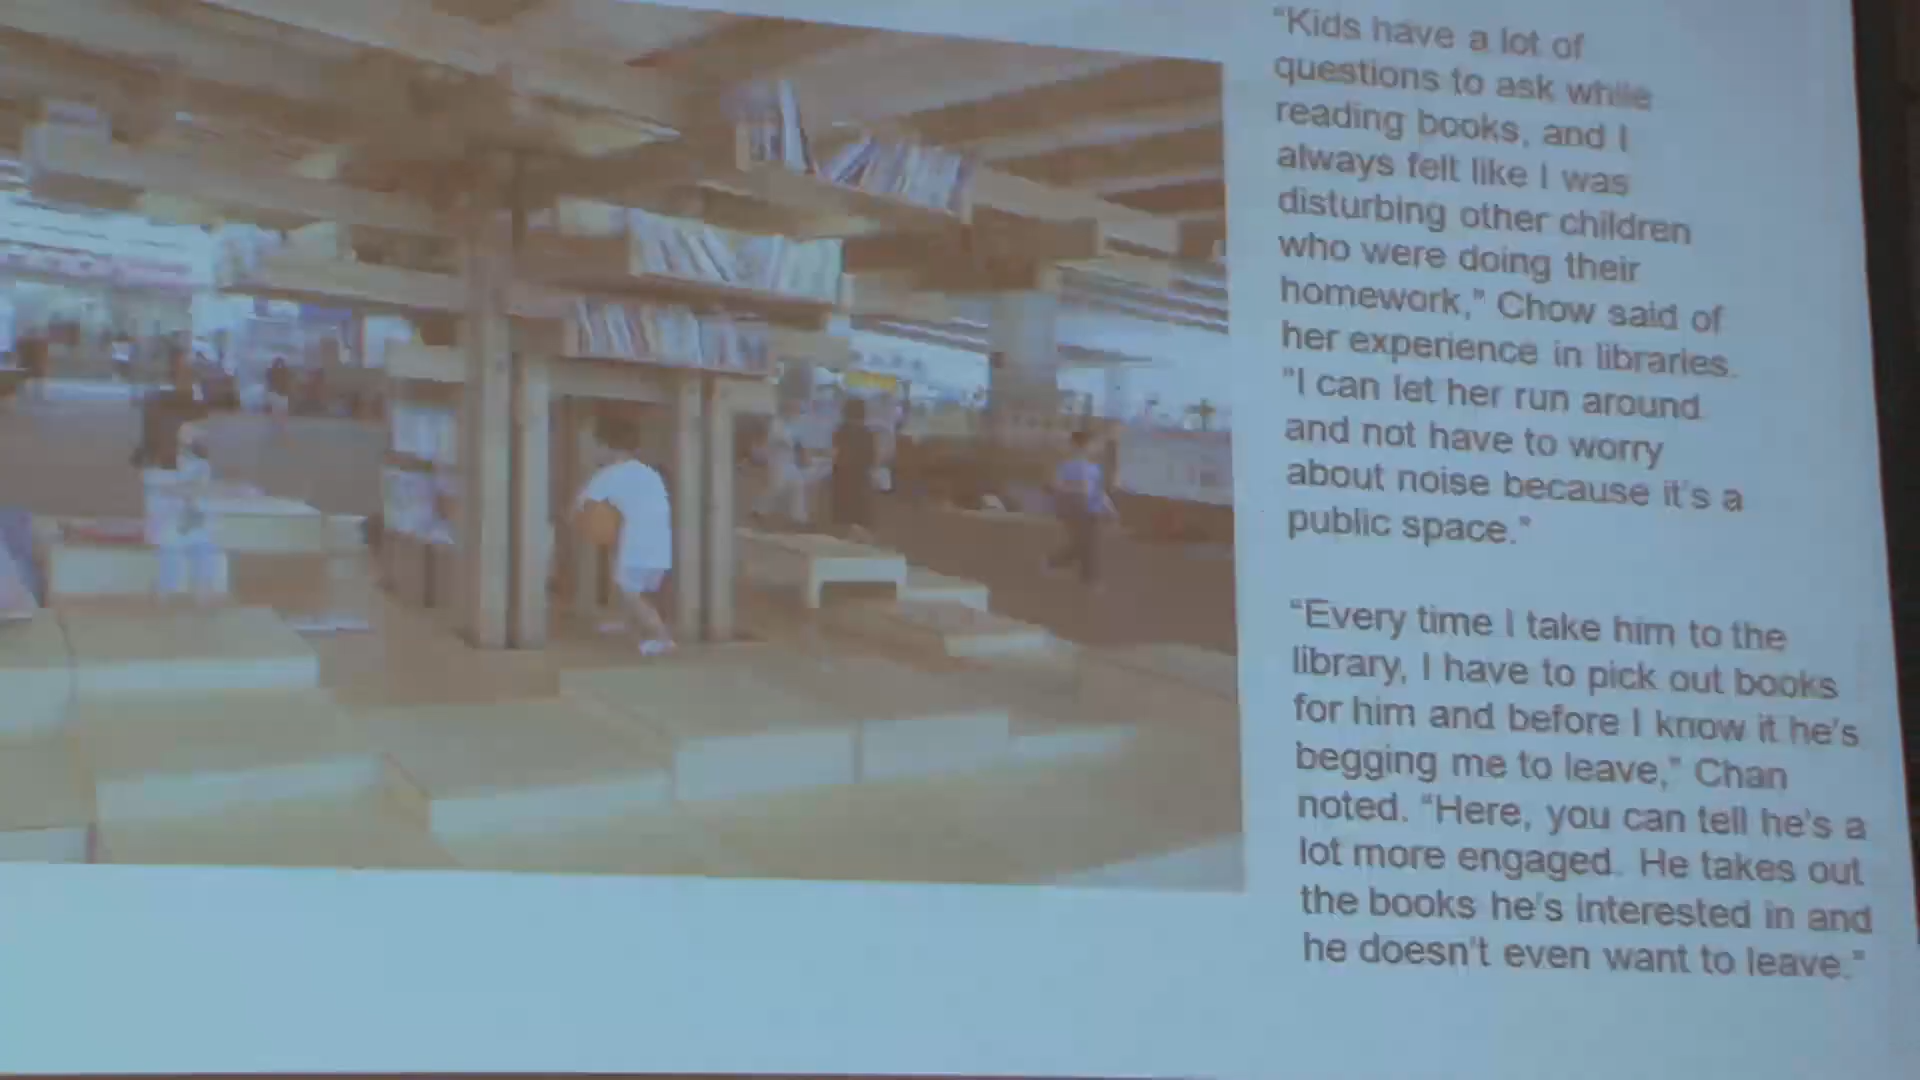 “Kids have a lot of
questions to ask while
reading books, and I
always felt like I was
disturbing other children
who were doing their
homework,” Chow said of
her experience in libraries.
“I can let her run around
and not have to worry
about noise because it's a
public space.”
“Every time I take him to the
library, I have to pick out books
for him and before I know it he's
begging me to leave,” Chan
noted. “Here, you can tell he's a
lot more engaged. He takes out
the books he's interested in and
he doesn't even want to leave.”